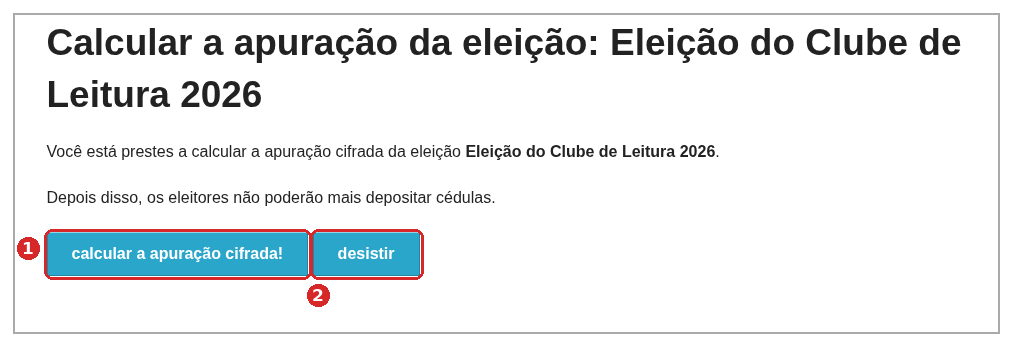 Calcular a apuração da eleição: Eleição do Clube de
Leitura 2026
Você está prestes a calcular a apuração cifrada da eleição Eleição do Clube de Leitura 2026.
Depois disso, os eleitores não poderão mais depositar cédulas.
1 calcular a apuração cifrada! desistir
2